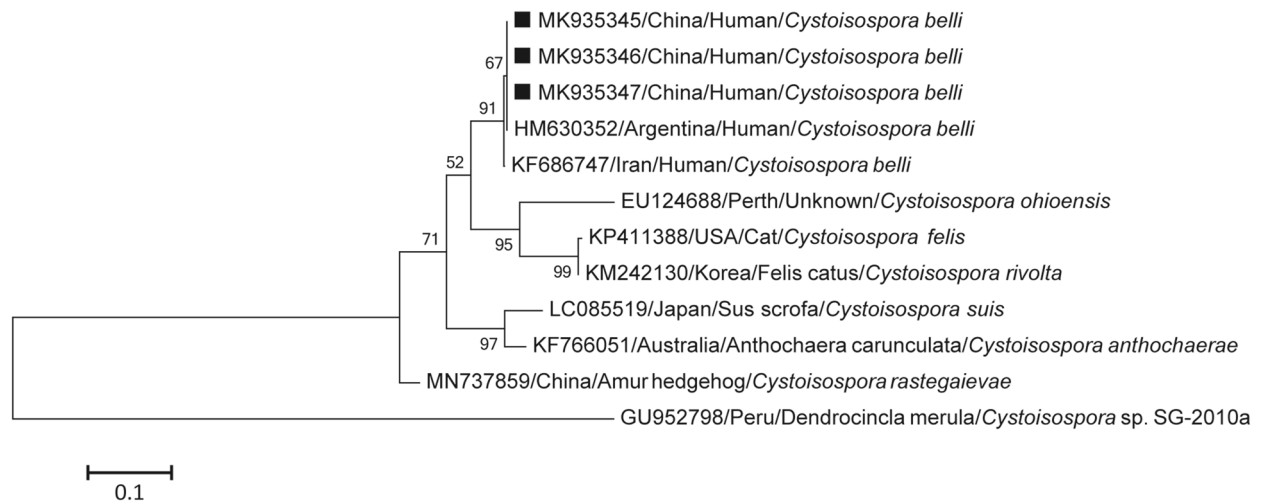 MK935345/China/Human/Cystoisospora belli
MK935346/China/Human/Cystoisospora belli
67
MK935347/China/Human/Cystoisospora belli
91
HM630352/Argentina/Human/Cystoisospora belli
52
KF686747/Iran/Human/Cystoisospora belli
EU124688/Perth/Unknown/Cystoisospora ohioensis
71
KP411388/USA/Cat/Cystoisospora felis
95
99
KM242130/Korea/Felis catus/Cystoisospora rivolta
LC085519/Japan/Sus scrofa/Cystoisospora suis
97
KF766051/Australia/Anthochaera carunculata/Cystoisospora anthochaerae
MN737859/China/Amur hedgehog/Cystoisospora rastegaievae
GU952798/Peru/Dendrocincla merula/Cystoisospora sp. SG-2010a
0.1